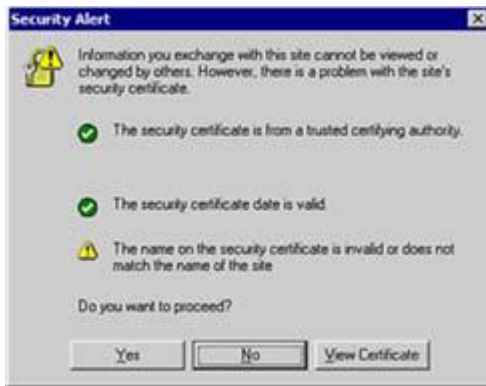 Security Alert
Information you exchange with this site cannot be viewed or
changed by others. However, there is a problem with the site's
security certificate.
The security certificate is from a trusted certifying authority.
The security certificate date is valid.
The name on the security certificate is invalid or does not
match the name of the site
Do you want to proceed?
Yes No View Certificate